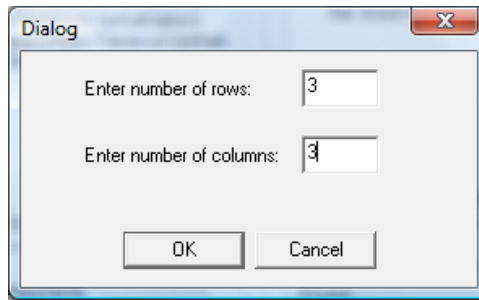 Dialog
Enter number of rows: 3
Enter number of columns: 3
OK Cancel